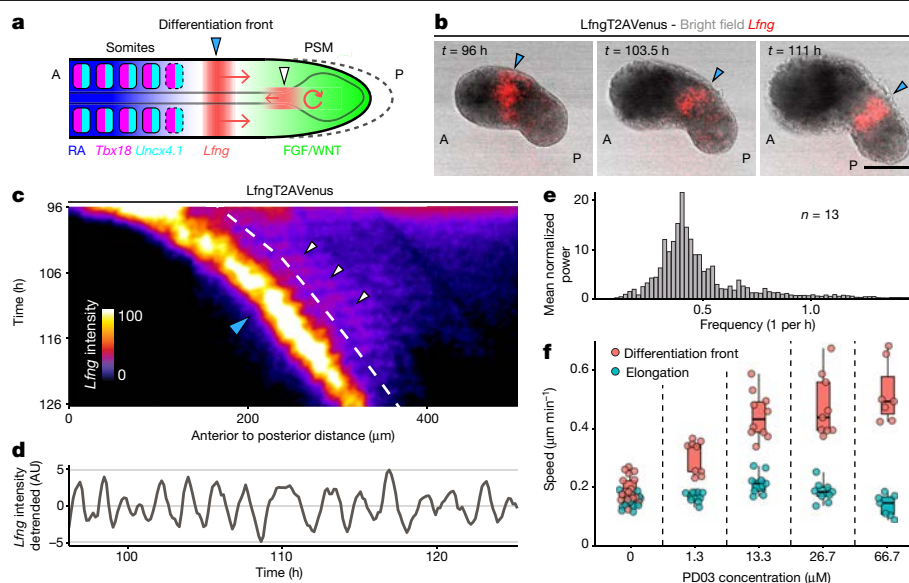 a
Differentiation front
Somites
PSM
A
P
RA Tbx18 Uncx4.1 Lfng FGF/WNT
b
LfngT2AVenus - Bright field Lfng
t = 96 h
A
P
t = 103.5 h
A
P
t = 111 h
A
P
c
LfngT2AVenus
96
106
116
126
Time (h)
Lfng intensity
100
0
0 200 400
Anterior to posterior distance (μm)
d
Lfng intensity
detrended (AU)
5
0
−5
100 110 120
Time (h)
e
n = 13
Mean normalized
power
20
10
0
0.5 1.0
Frequency (1 per h)
f
Differentiation front
Elongation
Speed (μm min−1)
0.6
0.4
0.2
0
0 1.3 13.3 26.7 66.7
PD03 concentration (μM)